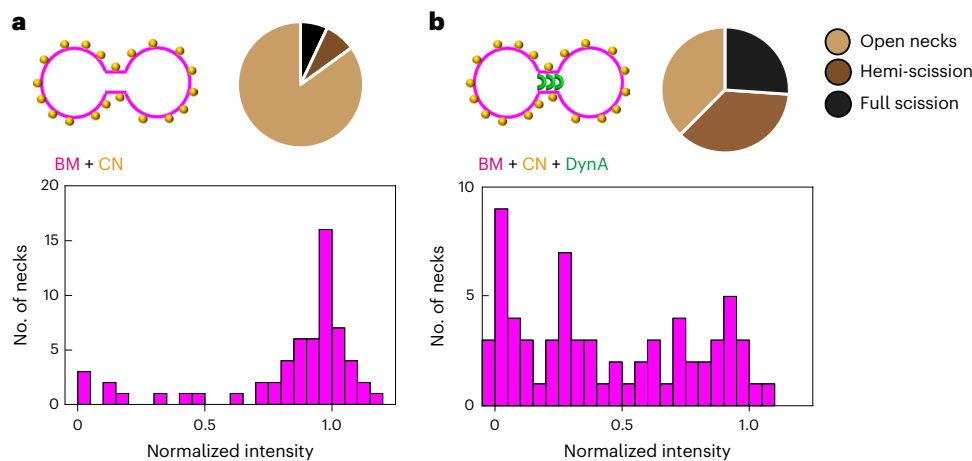 a
BM + CN
20
15
10
5
0
No. of necks
0
0.5
1.0
Normalized intensity
b
Open necks
Hemi-scission
Full scission
BM + CN + DynA
10
5
0
No. of necks
0
0.5
1.0
Normalized intensity